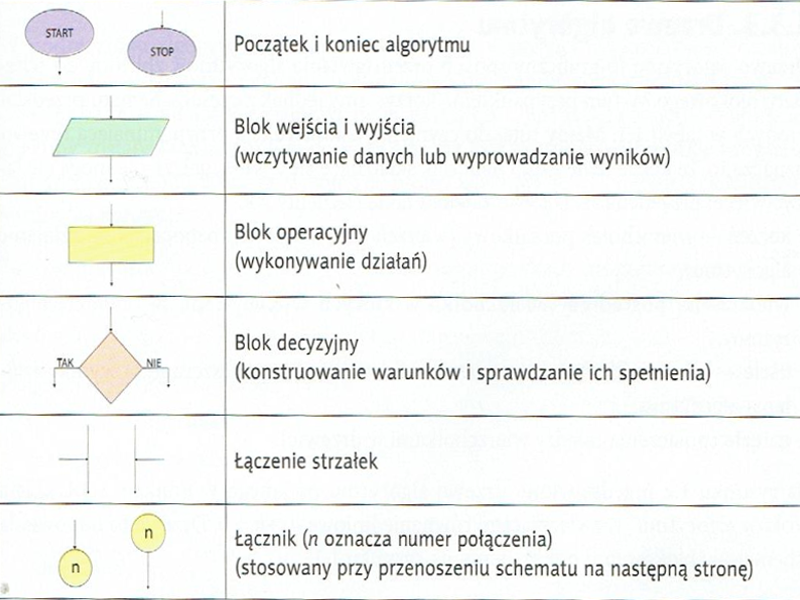 START
STOP
Początek i koniec algorytmu
Blok wejścia i wyjścia
(wczytywanie danych lub wyprowadzanie wyników)
Blok operacyjny
(wykonywanie działań)
TAK
NIE
Blok decyzyjny
(konstruowanie warunków i sprawdzanie ich spełnienia)
Łączenie strzałek
n
n
Łącznik (n oznacza numer połączenia)
(stosowany przy przenoszeniu schematu na następną stronę)